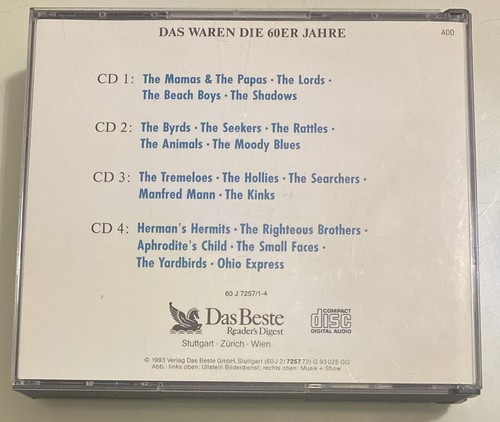 DAS WAREN DIE 60ER JAHRE
ADD
CD 1: The Mamas & The Papas · The Lords ·
The Beach Boys · The Shadows
CD 2: The Byrds · The Seekers · The Rattles ·
The Animals · The Moody Blues
CD 3: The Tremeloes · The Hollies · The Searchers ·
Manfred Mann · The Kinks
CD 4: Herman's Hermits · The Righteous Brothers ·
Aphrodite's Child · The Small Faces ·
The Yardbirds · Ohio Express
60 J 7257/1-4
Das Beste
Reader's Digest
Stuttgart · Zürich · Wien
COMPACT
disc
DIGITAL AUDIO
© 1993 Verlag Das Beste GmbH, Stuttgart (60J 217257 72) G 93 025 GG
Abb.: links oben: Ullstein Bilderdienst; rechts oben: Musik + Show